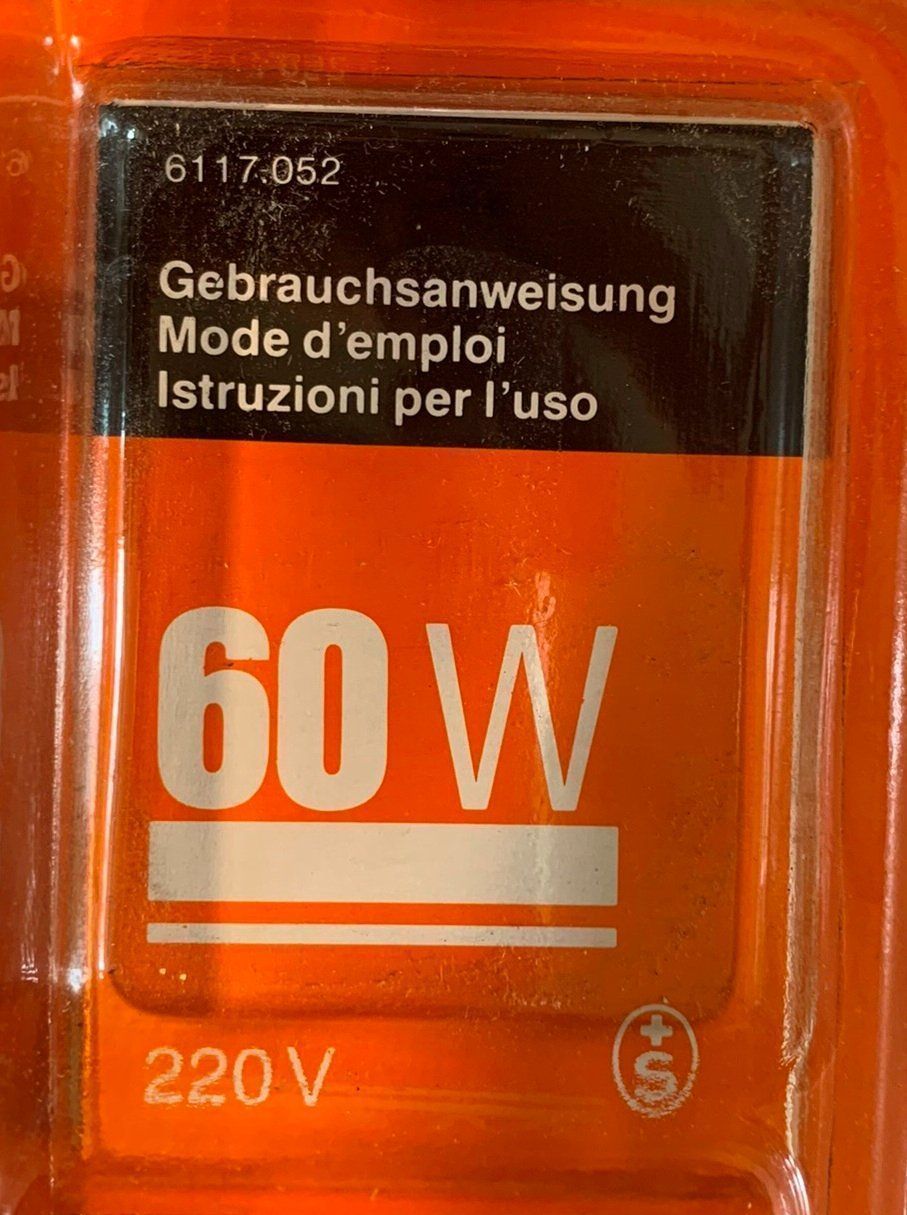 6117.052
Gebrauchsanweisung
Mode d'emploi
Istruzioni per l'uso
60 W
220 V
+
S